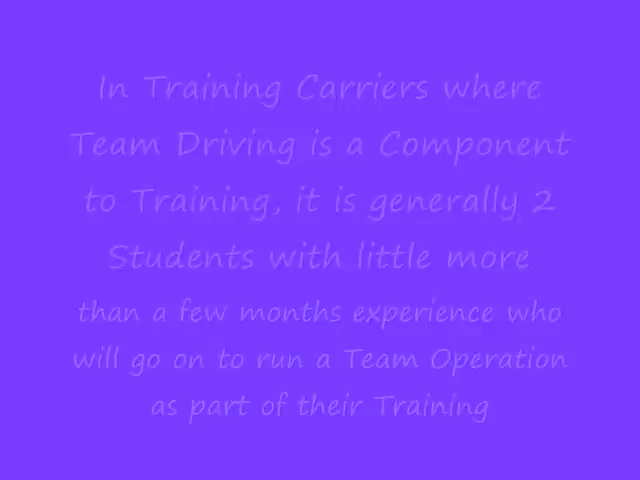 In Training Carriers where
Team Driving is a Component
to Training, it is generally 2
Students with little more
than a few months experience who
will go on to run a Team Operation
as part of their Training